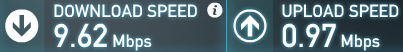 DOWNLOAD SPEED i
9.62 Mbps
UPLOAD SPEED
0.97 Mbps